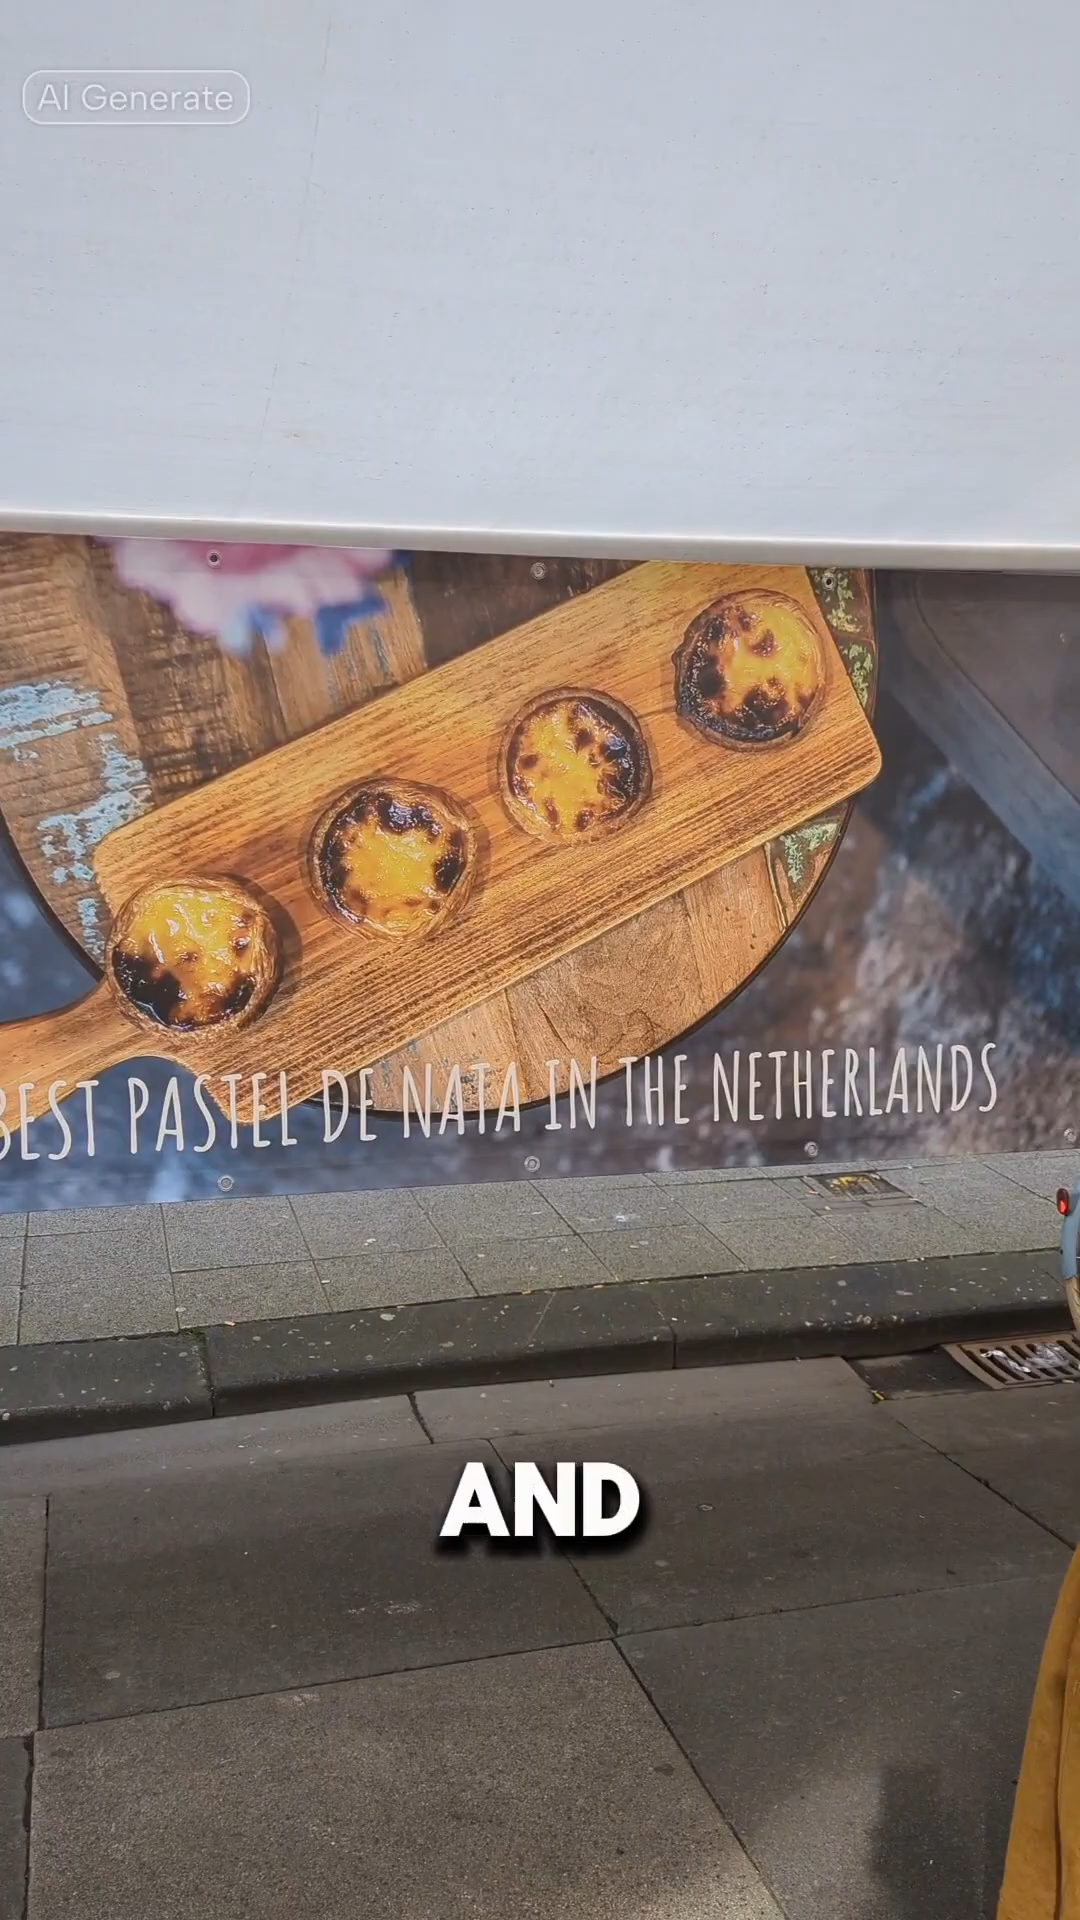 AI Generate
BEST PASTEL DE NATA IN THE NETHERLANDS
AND